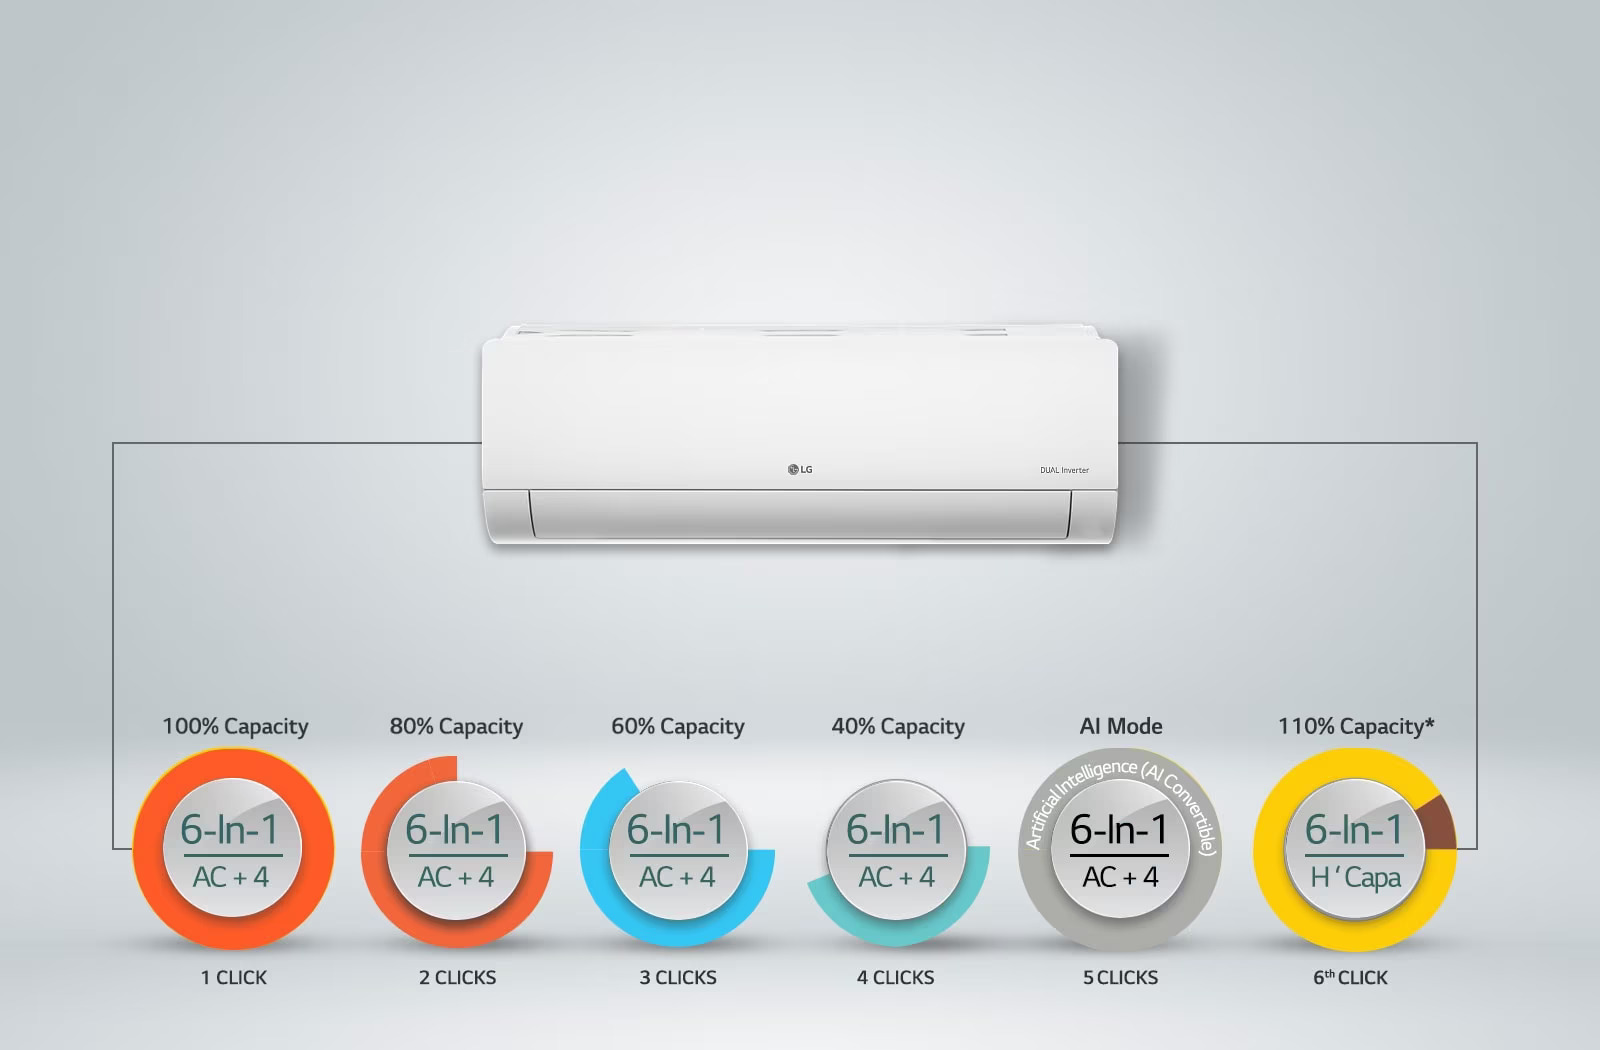 LG
DUAL Inverter
100% Capacity
80% Capacity
60% Capacity
40% Capacity
AI Mode
110% Capacity*
6-In-1
AC + 4
6-In-1
AC + 4
6-In-1
AC + 4
6-In-1
AC + 4
Artificial Intelligence (AI Convertible)
6-In-1
AC + 4
6-In-1
H ‘ Capa
1 CLICK
2 CLICKS
3 CLICKS
4 CLICKS
5 CLICKS
6th CLICK